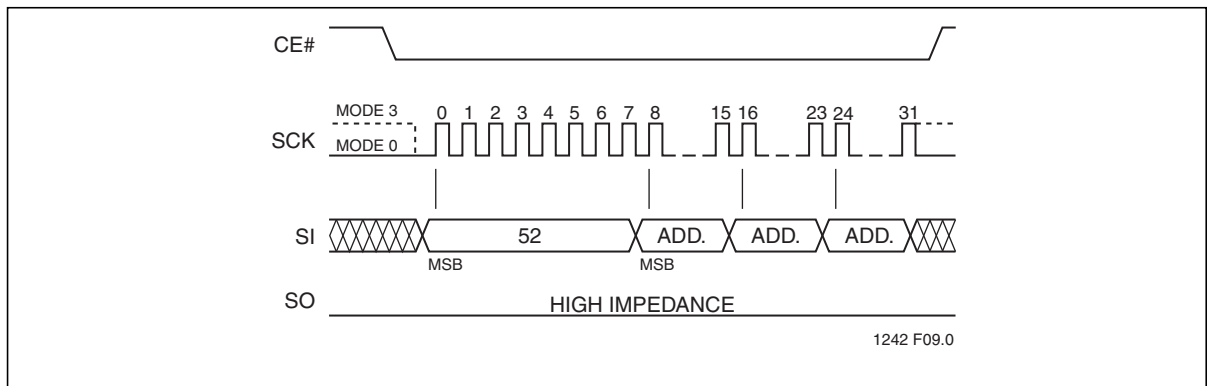 CE#
MODE 3 0 1 2 3 4 5 6 7 8 15 16 23 24 31
SCK MODE 0
SI 52 ADD. ADD. ADD.
MSB MSB
SO HIGH IMPEDANCE
1242 F09.0